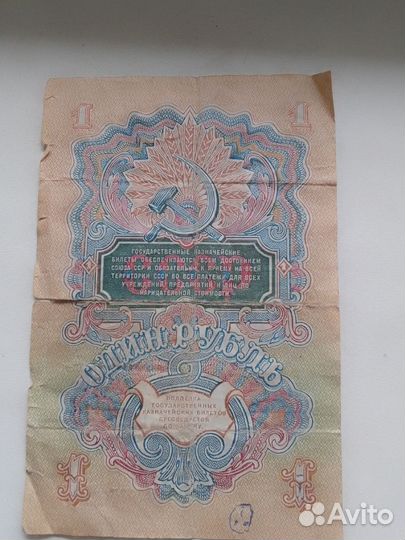 1 1
ГОСУДАРСТВЕННЫЕ КАЗНАЧЕЙСКИЕ
БИЛЕТЫ ОБЕСПЕЧИВАЮТСЯ ВСЕМ ДОСТОЯНИЕМ
СОЮЗА ССР И ОБЯЗАТЕЛЬНЫ К ПРИЕМУ НА ВСЕЙ
ТЕРРИТОРИИ СССР ВО ВСЕ ПЛАТЕЖИ ДЛЯ ВСЕХ
УЧРЕЖДЕНИЙ, ПРЕДПРИЯТИЙ И ЛИЦ ПО
НАРИЦАТЕЛЬНОЙ СТОИМОСТИ
ОДИН РУБЛЬ
ПОДДЕЛКА
ГОСУДАРСТВЕННЫХ
КАЗНАЧЕЙСКИХ БИЛЕТОВ
ПРЕСЛЕДУЕТСЯ
ПО ЗАКОНУ
1 1
Avito